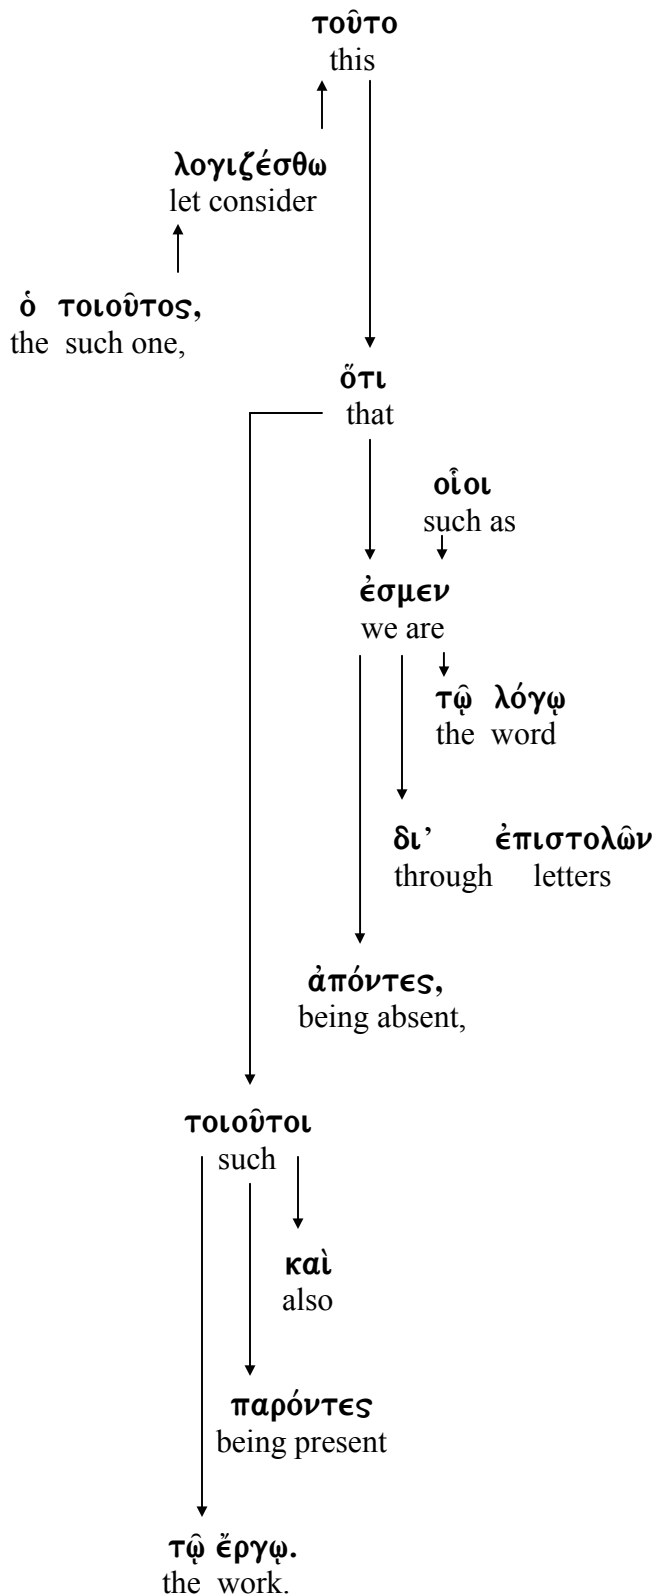 τοῦτο
this
λογιζέσθω
let consider
ὁ τοιοῦτος,
the such one,
ὅτι
that
οἷοι
such as
ἐσμεν
we are
τῷ λόγῳ
the word
δι’ ἐπιστολῶν
through letters
ἀπόντες,
being absent,
τοιοῦτοι
such
καὶ
also
παρόντες
being present
τῷ ἔργῳ.
the work.